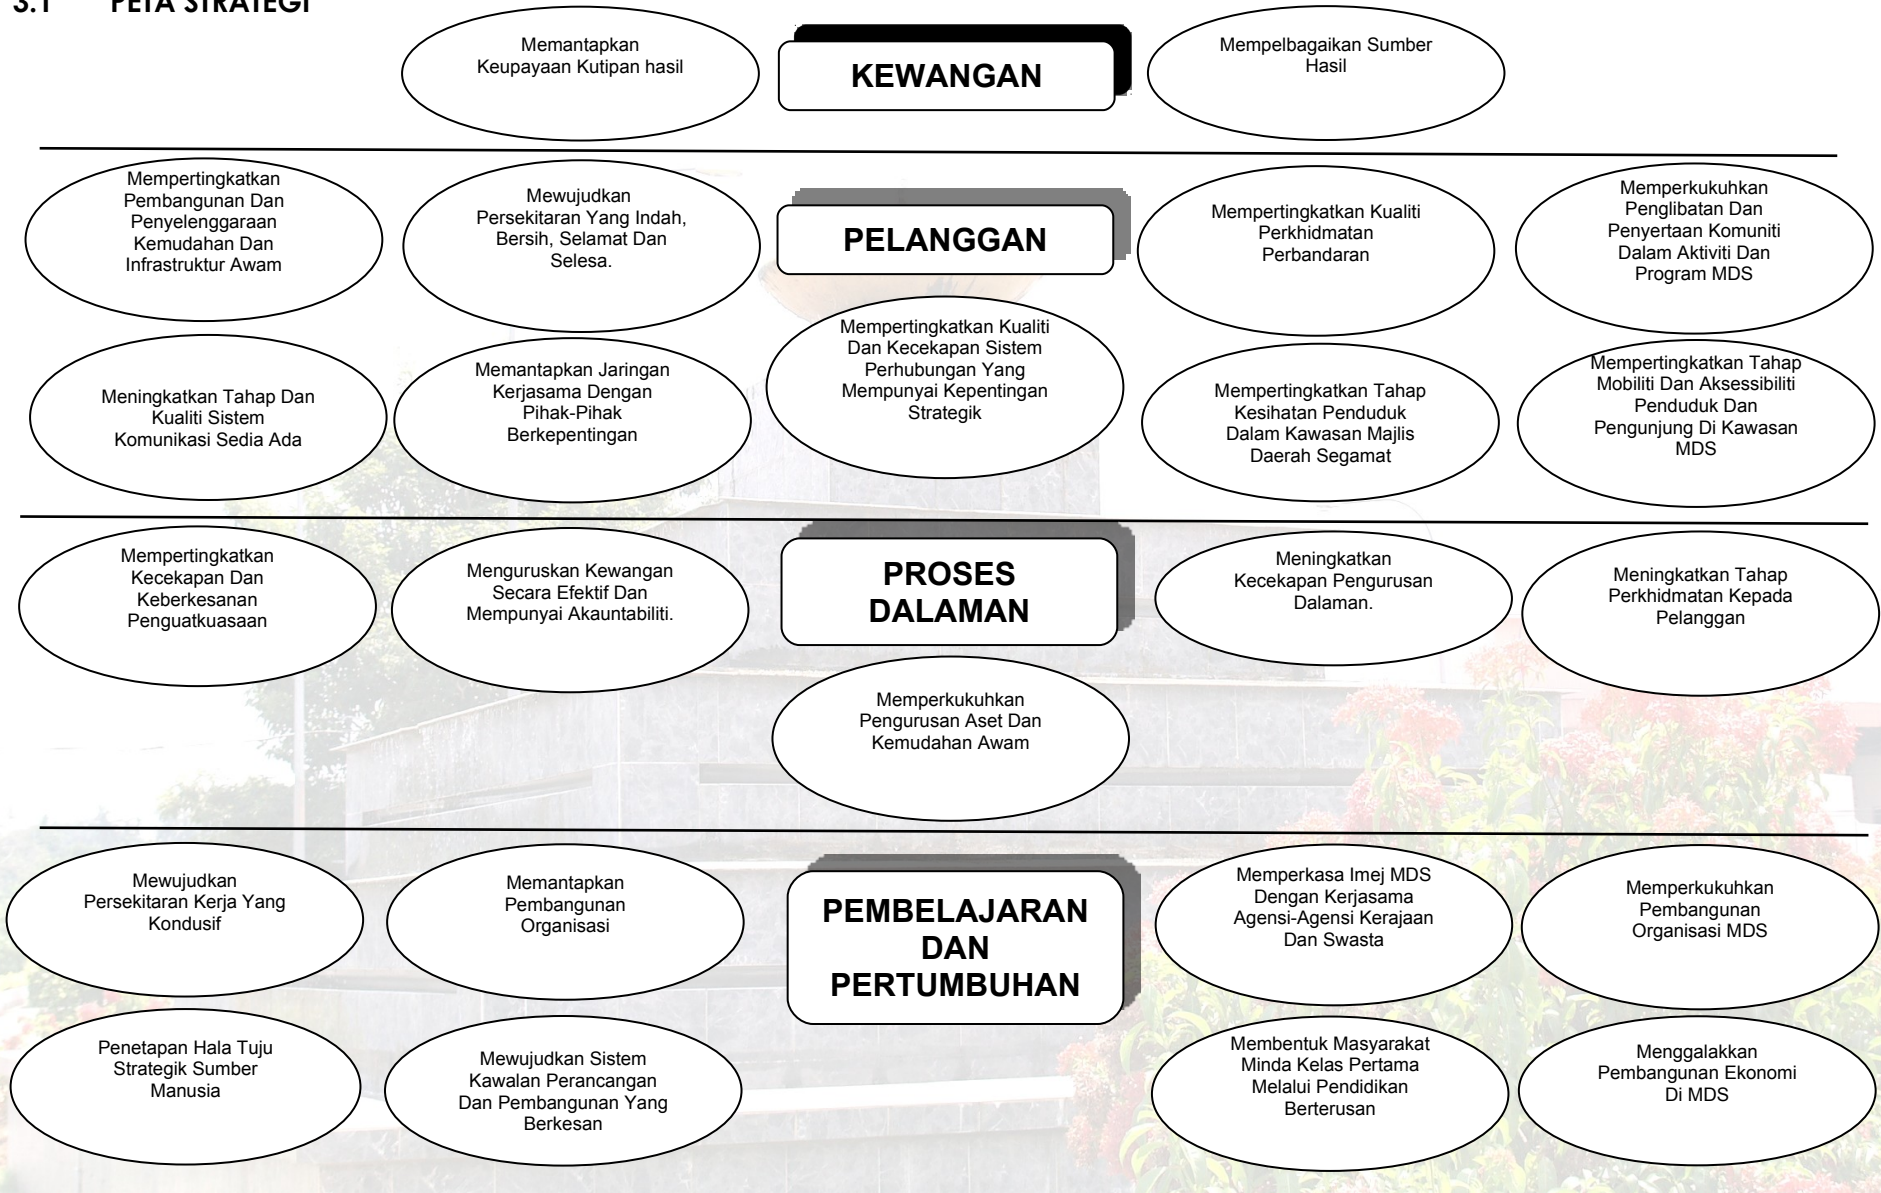 3.1 PETA STRATEGI
Memantapkan
Keupayaan Kutipan hasil
KEWANGAN
Mempelbagaikan Sumber
Hasil
Mempertingkatkan
Pembangunan Dan
Penyelenggaraan
Kemudahan Dan
Infrastruktur Awam
Mewujudkan
Persekitaran Yang Indah,
Bersih, Selamat Dan
Selesa.
PELANGGAN
Mempertingkatkan Kualiti
Perkhidmatan
Perbandaran
Memperkukuhkan
Penglibatan Dan
Penyertaan Komuniti
Dalam Aktiviti Dan
Program MDS
Meningkatkan Tahap Dan
Kualiti Sistem
Komunikasi Sedia Ada
Memantapkan Jaringan
Kerjasama Dengan
Pihak-Pihak
Berkepentingan
Mempertingkatkan Kualiti
Dan Kecekapan Sistem
Perhubungan Yang
Mempunyai Kepentingan
Strategik
Mempertingkatkan Tahap
Kesihatan Penduduk
Dalam Kawasan Majlis
Daerah Segamat
Mempertingkatkan Tahap
Mobiliti Dan Aksessibiliti
Penduduk Dan
Pengunjung Di Kawasan
MDS
Mempertingkatkan
Kecekapan Dan
Keberkesanan
Penguatkuasaan
Menguruskan Kewangan
Secara Efektif Dan
Mempunyai Akauntabiliti.
PROSES
DALAMAN
Meningkatkan
Kecekapan Pengurusan
Dalaman.
Meningkatkan Tahap
Perkhidmatan Kepada
Pelanggan
Memperkukuhkan
Pengurusan Aset Dan
Kemudahan Awam
Mewujudkan
Persekitaran Kerja Yang
Kondusif
Memantapkan
Pembangunan
Organisasi
PEMBELAJARAN
DAN
PERTUMBUHAN
Memperkasa Imej MDS
Dengan Kerjasama
Agensi-Agensi Kerajaan
Dan Swasta
Memperkukuhkan
Pembangunan
Organisasi MDS
Penetapan Hala Tuju
Strategik Sumber
Manusia
Mewujudkan Sistem
Kawalan Perancangan
Dan Pembangunan Yang
Berkesan
Membentuk Masyarakat
Minda Kelas Pertama
Melalui Pendidikan
Berterusan
Menggalakkan
Pembangunan Ekonomi
Di MDS